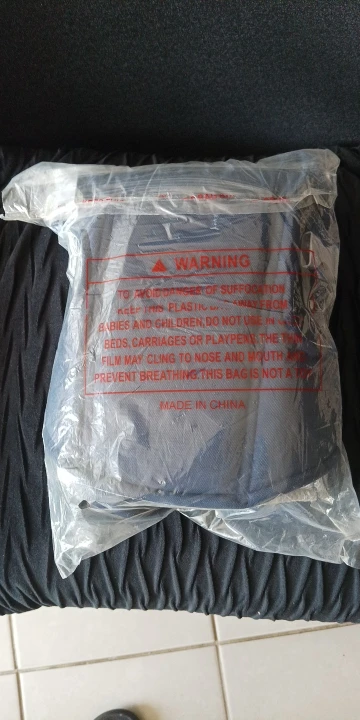 WARNING
TO AVOID DANGER OF SUFFOCATION
KEEP THIS PLASTIC AWAY FROM
BABIES AND CHILDREN,DO NOT USE IN
BEDS, CARRIAGES OR PLAYPENS. THE
FILM MAY CLING TO NOSE AND MOUTH
PREVENT BREATHING.THIS BAG IS NOT A
MADE IN CHINA